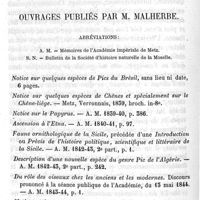 OUVRAGES PUBLIÉS PAR M. MALHERBE.
ABRÉVIATIONS:
A. M. — Mémoires de l'Académie impériale de Metz.
S. N. — Bulletin de la Société d'histoire naturelle de la Moselle.
Notice sur quelques espèces de Pics du Brésil, sans lieu ni date,
6 pages.
Notice sur quelques espèces de Chênes et spécialement sur le
Chêne-liége. — Metz, Verronnais, 1839, broch. in-8°.
Notice sur le Papyrus. — A. M. 1839-40, p. 386.
Ascension à l'Etna. — A. M. 1840-41, p. 97.
Faune ornithologique de la Sicile, précédée d'une Introduction
ou Précis de l'histoire politique, scientifique et littéraire de
la Sicile. — A. M. 1842-43, 2e part., p. 1.
Description d'une nouvelle espèce du genre Pic de l'Algérie. —
A. M. 1842-43, 2e part., p. 242.
Du rôle des oiseaux chez les anciens et les modernes. Discours
prononcé à la séance publique de l'Académie, du 15 mai 1844.
— A. M. 1843-44, p. 1.